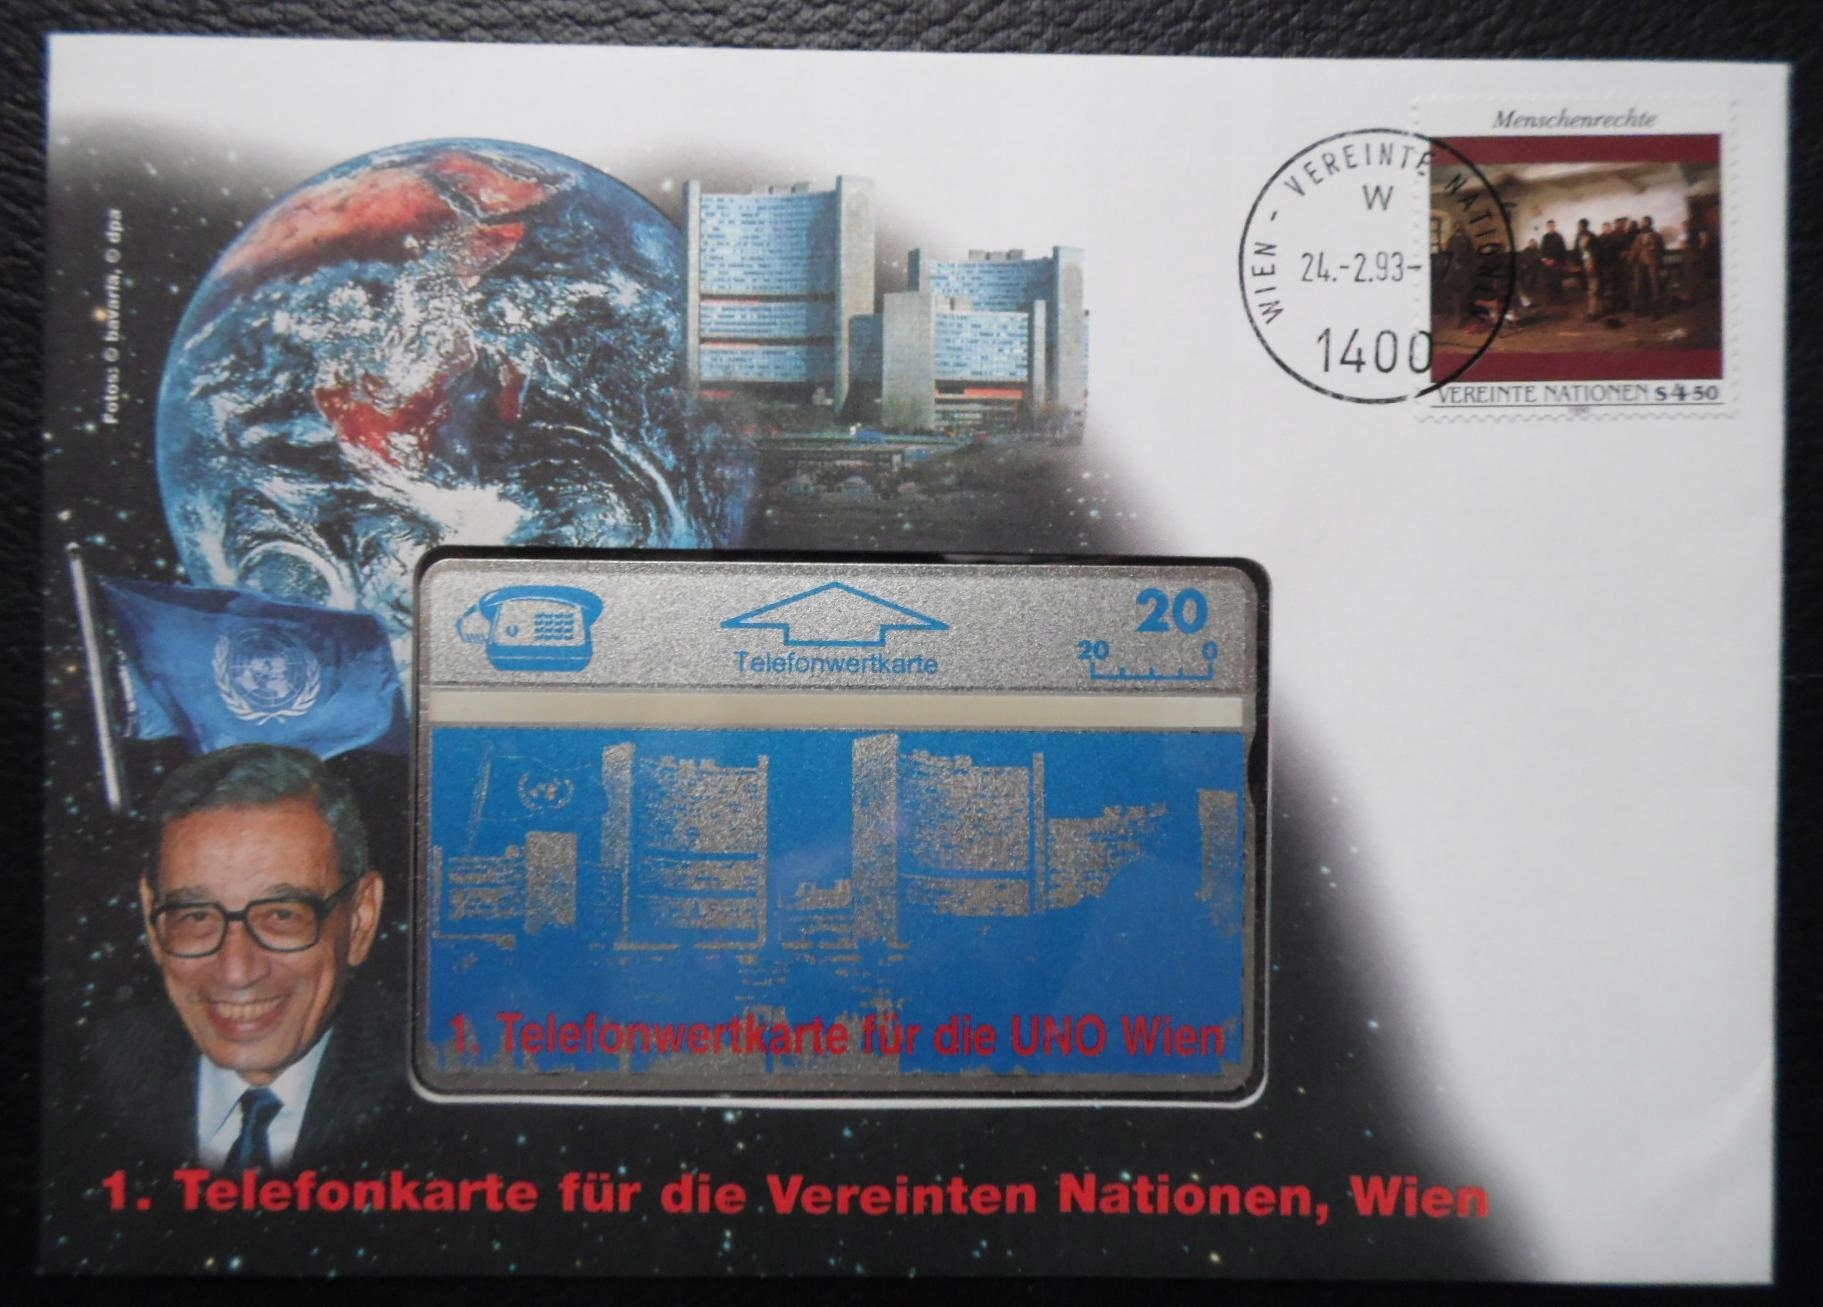 Fotos: © bavaria, © dpa
Menschenrechte
WIEN - VEREINTE NATIONEN
W
24.-2.93-
1400
VEREINTE NATIONEN S 4.50
20
Telefonwertkarte
20 0
1. Telefonwertkarte für die UNO Wien
1. Telefonkarte für die Vereinten Nationen, Wien